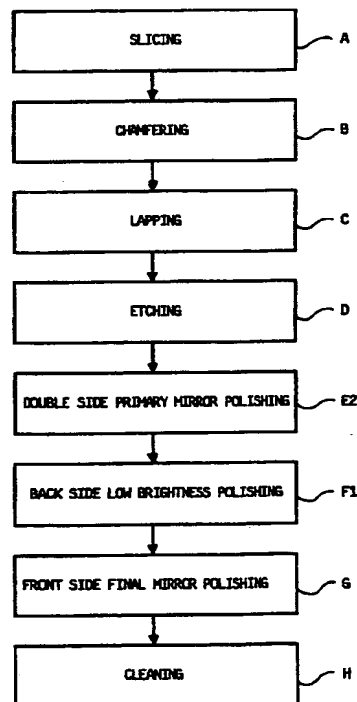 SLICING A
CHAMFERING B
LAPPING C
ETCHING D
DOUBLE SIDE PRIMARY MIRROR POLISHING E2
BACK SIDE LOW BRIGHTNESS POLISHING F1
FRONT SIDE FINAL MIRROR POLISHING G
CLEANING H